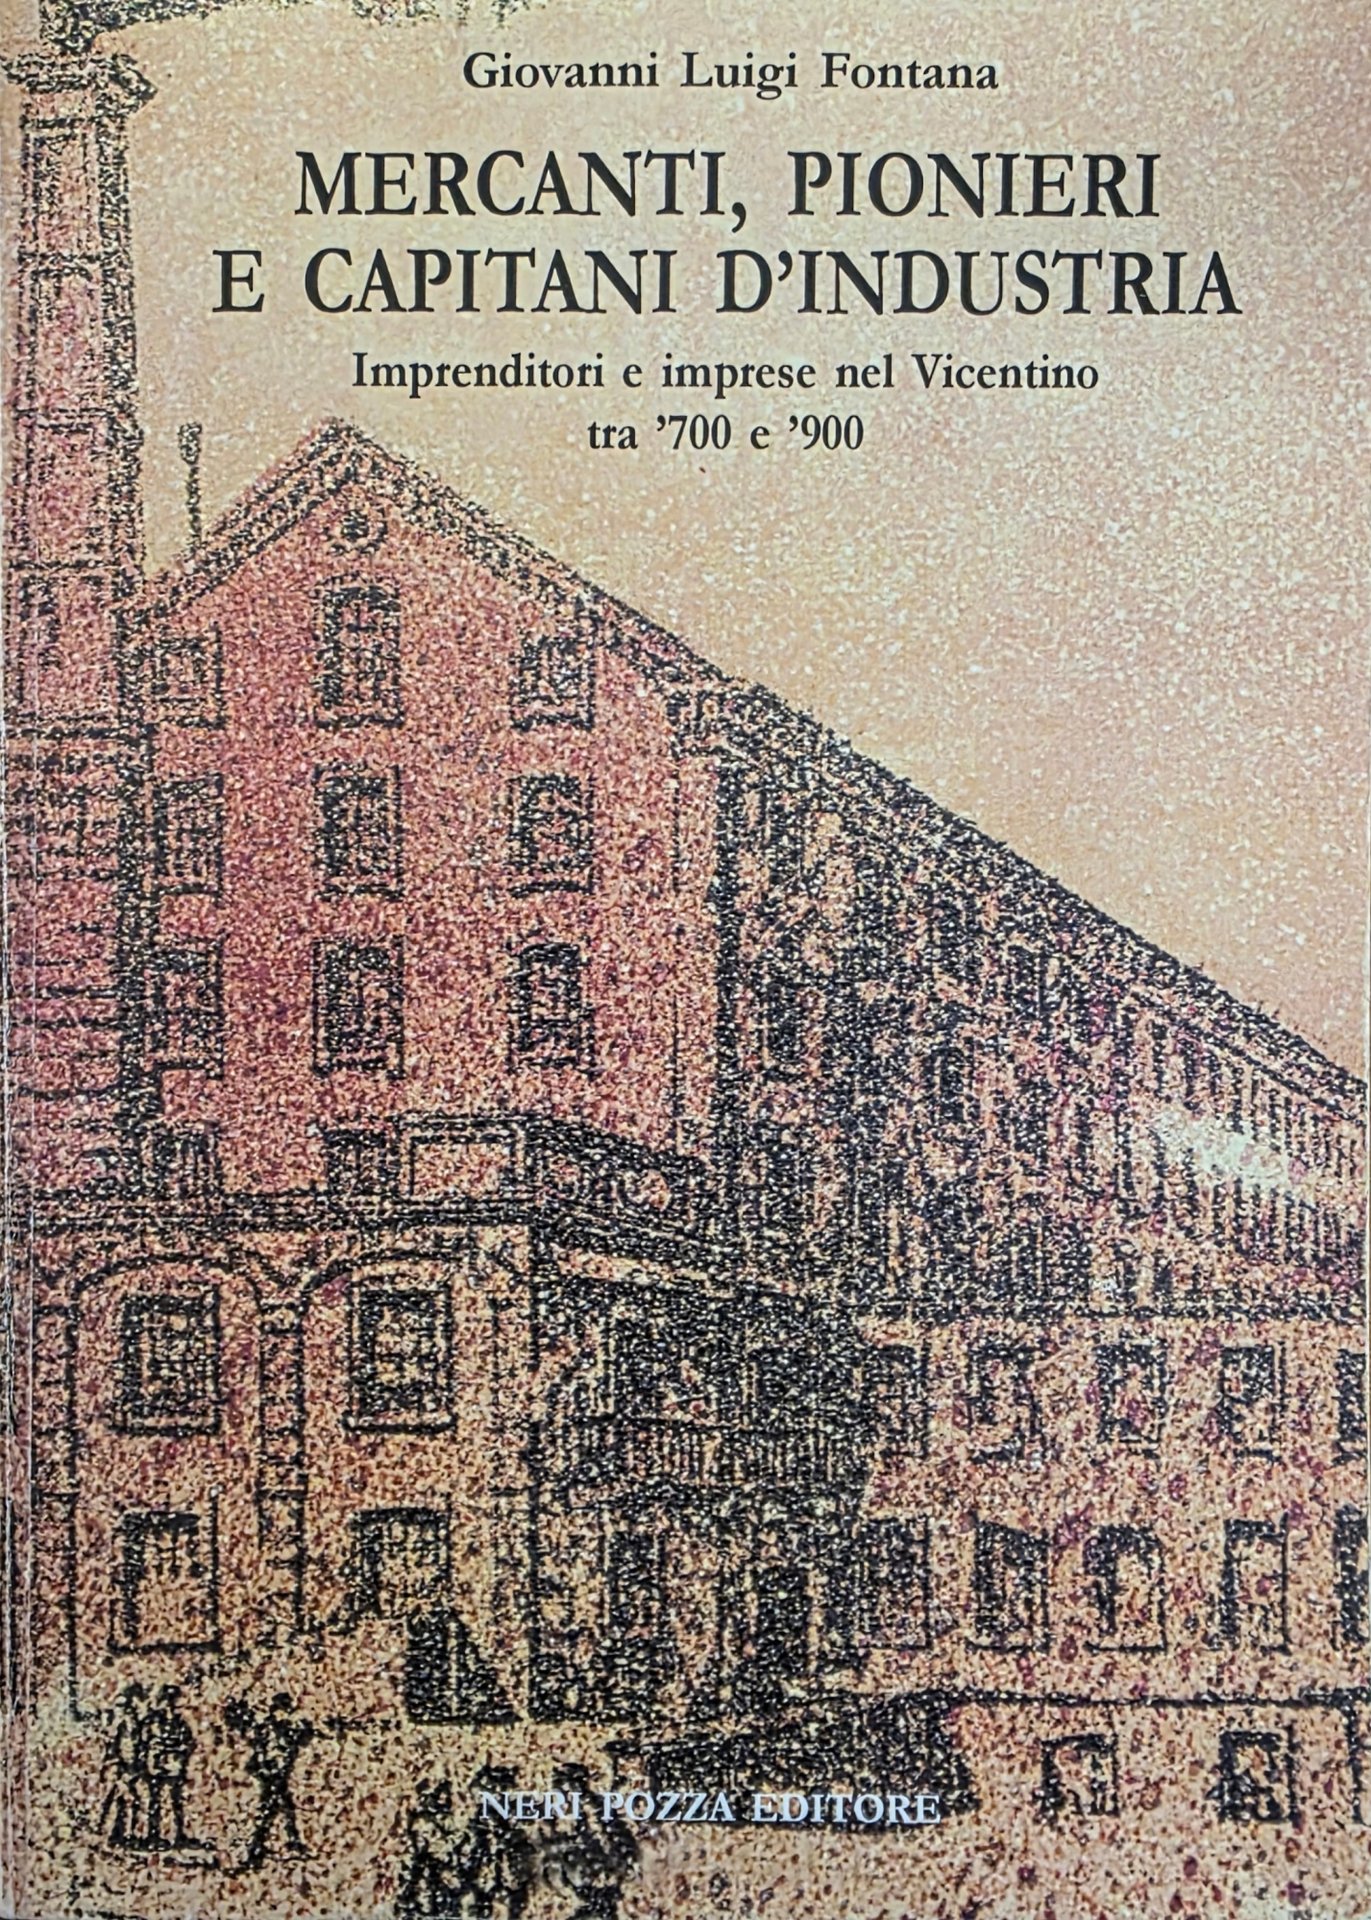 Giovanni Luigi Fontana
MERCANTI, PIONIERI
E CAPITANI D’INDUSTRIA
Imprenditori e imprese nel Vicentino
tra ’700 e ’900
NERI POZZA EDITORE